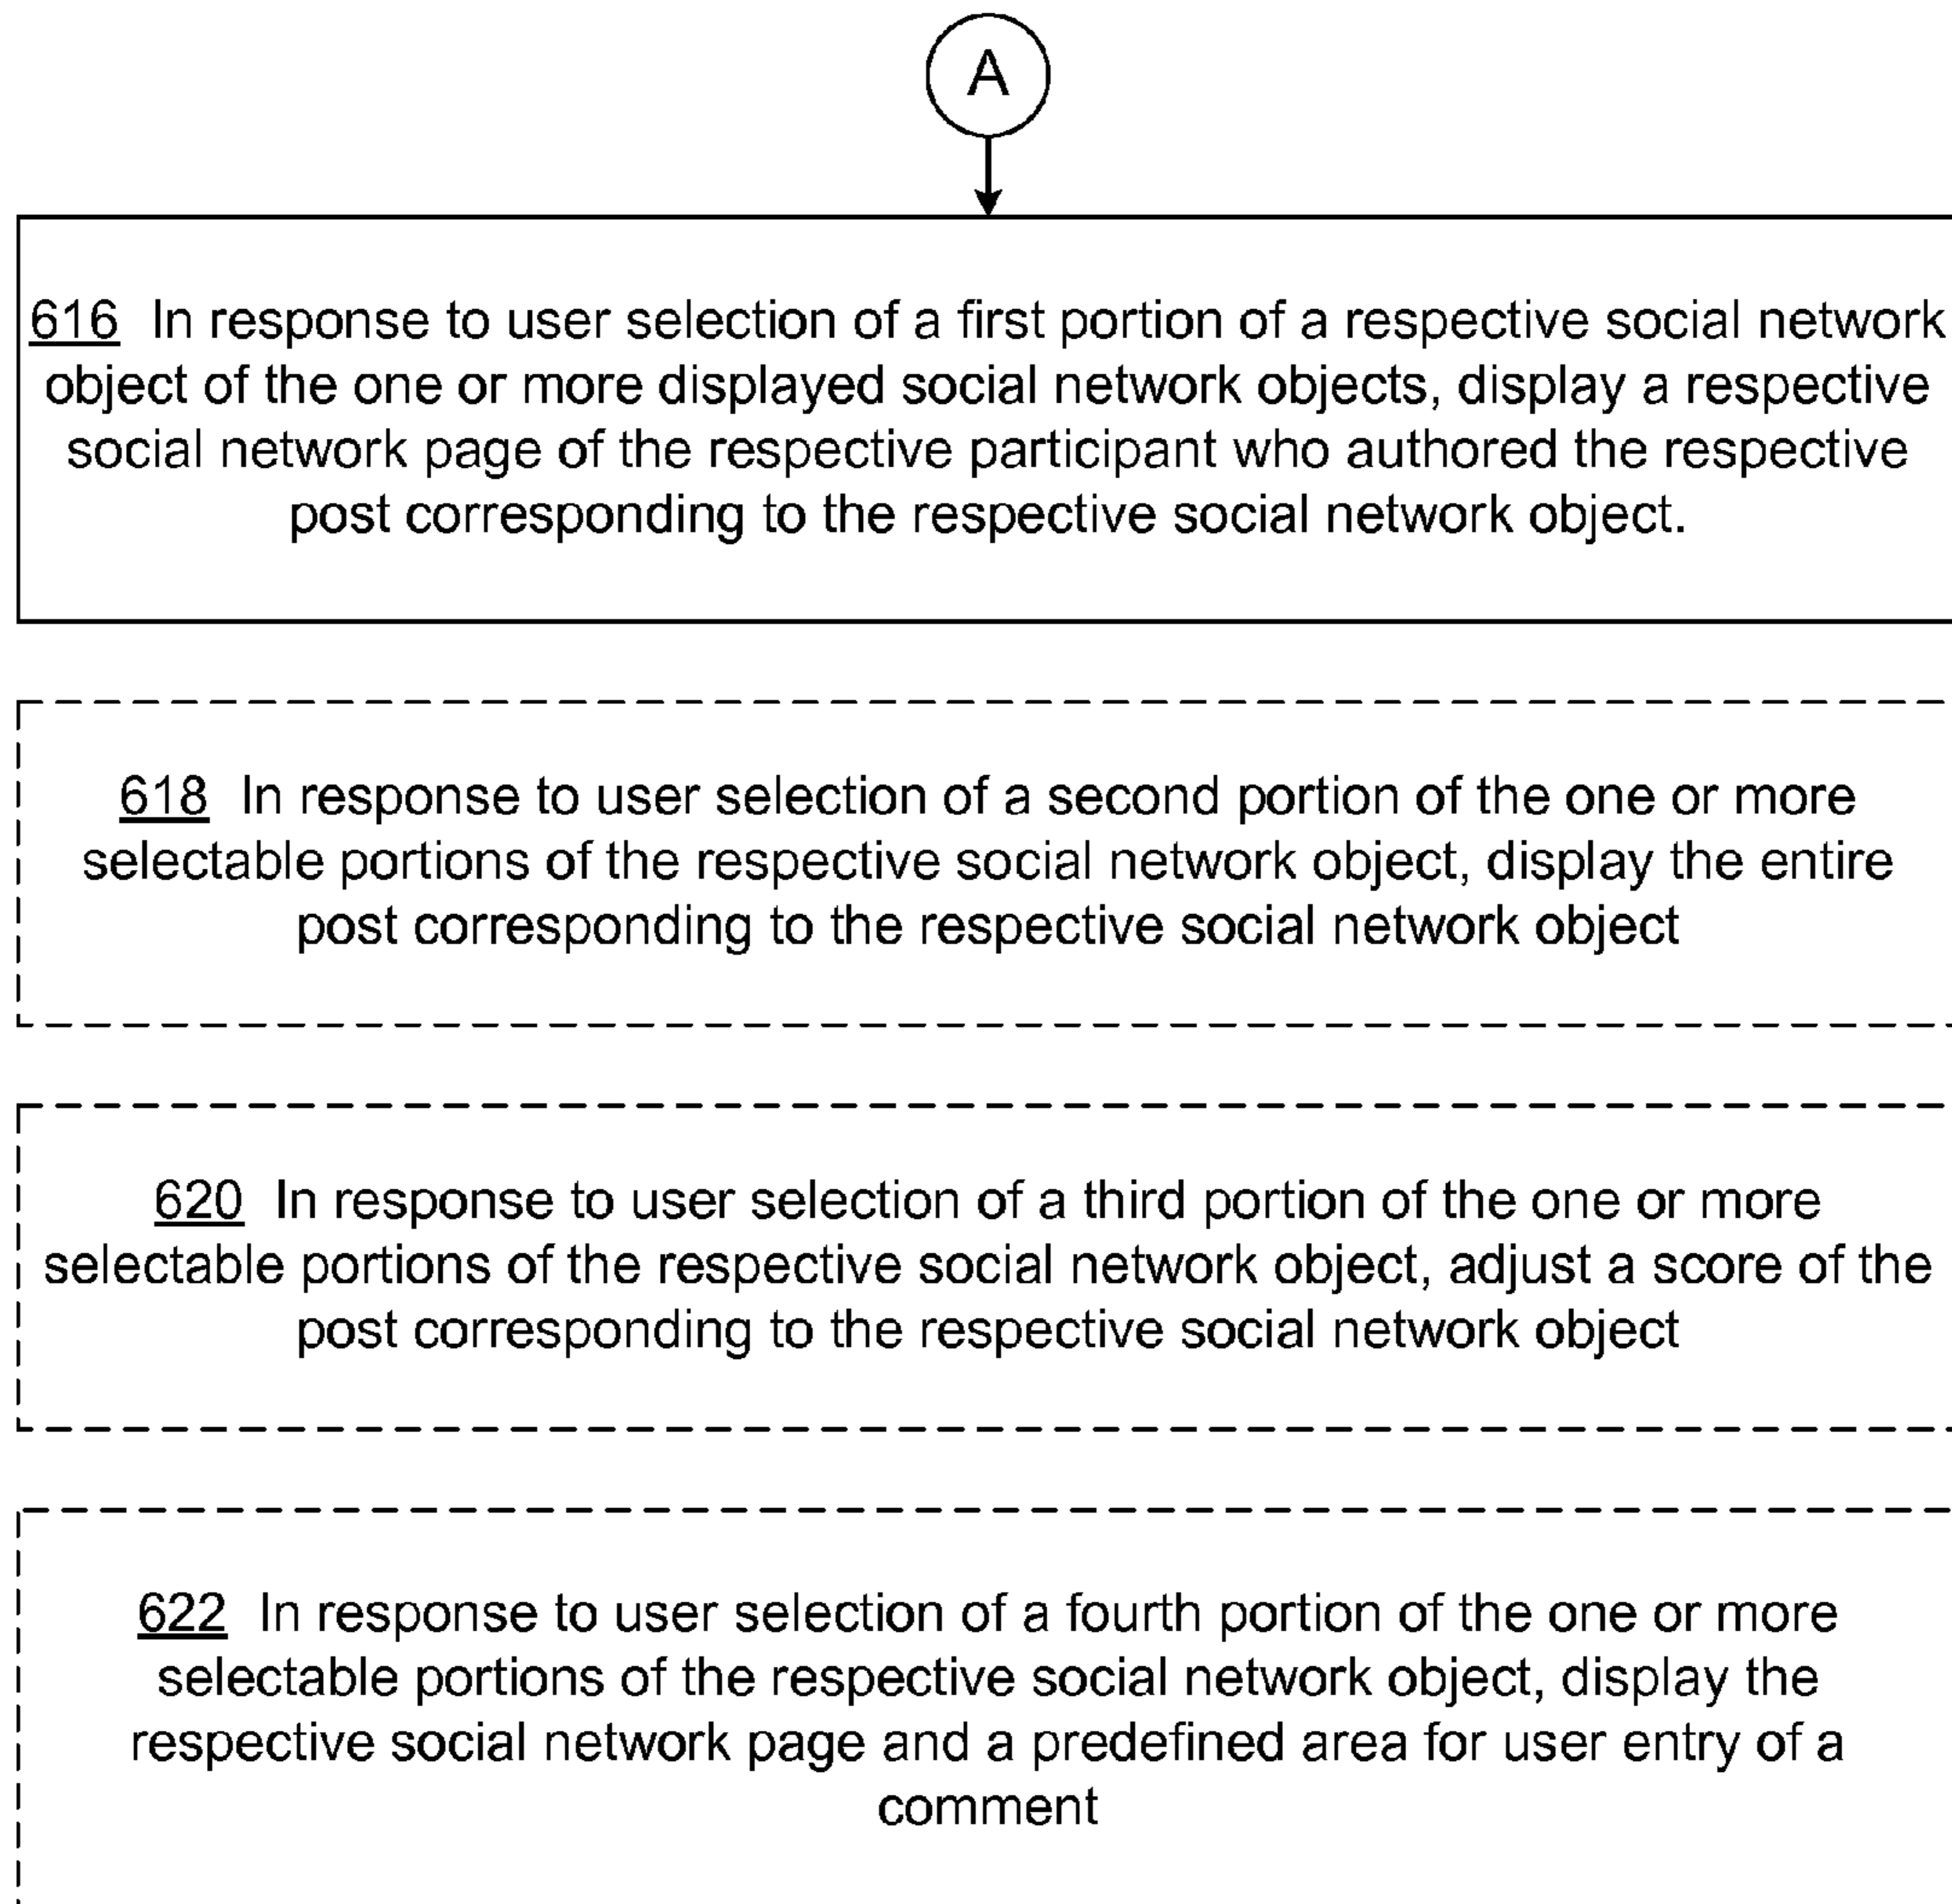 A
616 In response to user selection of a first portion of a respective social network
object of the one or more displayed social network objects, display a respective
social network page of the respective participant who authored the respective
post corresponding to the respective social network object.
618 In response to user selection of a second portion of the one or more
selectable portions of the respective social network object, display the entire
post corresponding to the respective social network object
620 In response to user selection of a third portion of the one or more
selectable portions of the respective social network object, adjust a score of the
post corresponding to the respective social network object
622 In response to user selection of a fourth portion of the one or more
selectable portions of the respective social network object, display the
respective social network page and a predefined area for user entry of a
comment